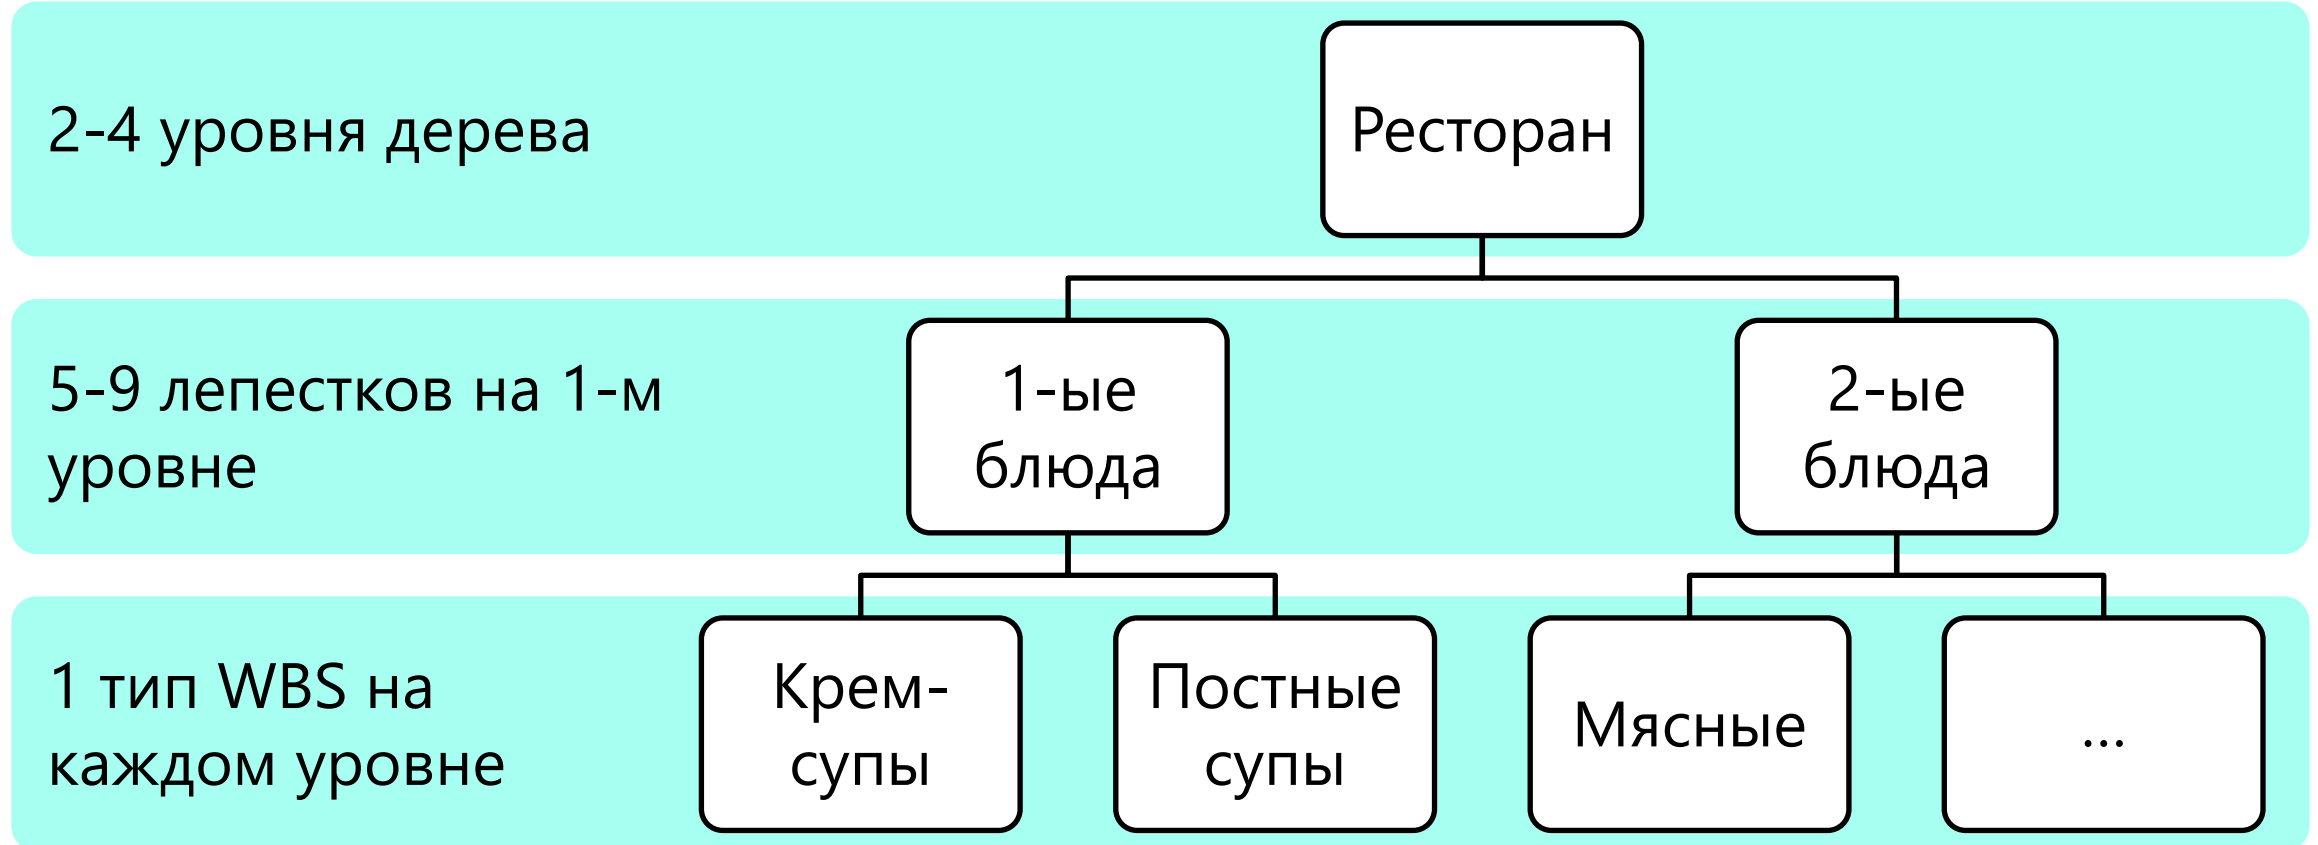 2-4 уровня дерева
Ресторан
5-9 лепестков на 1-м
уровне
1-ые
блюда
2-ые
блюда
1 тип WBS на
каждом уровне
Крем-
супы
Постные
супы
Мясные
...